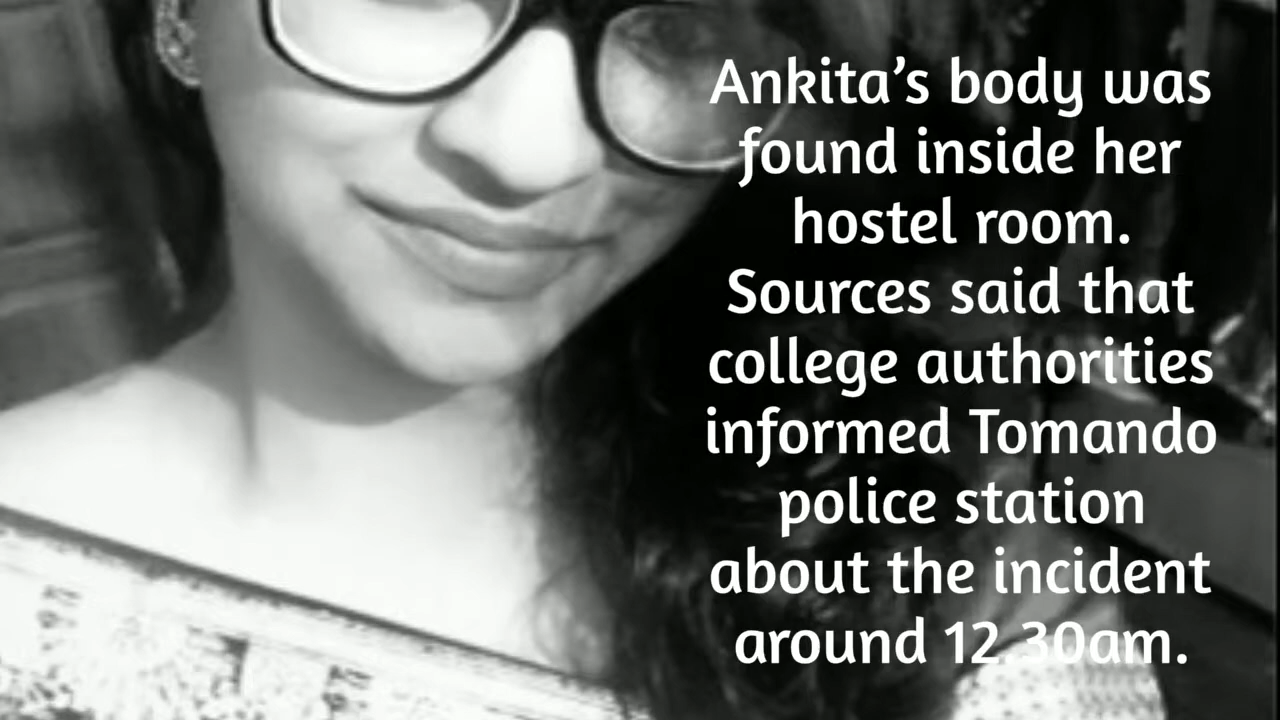 Ankita’s body was
found inside her
hostel room.
Sources said that
college authorities
informed Tomando
police station
about the incident
around 12.30am.